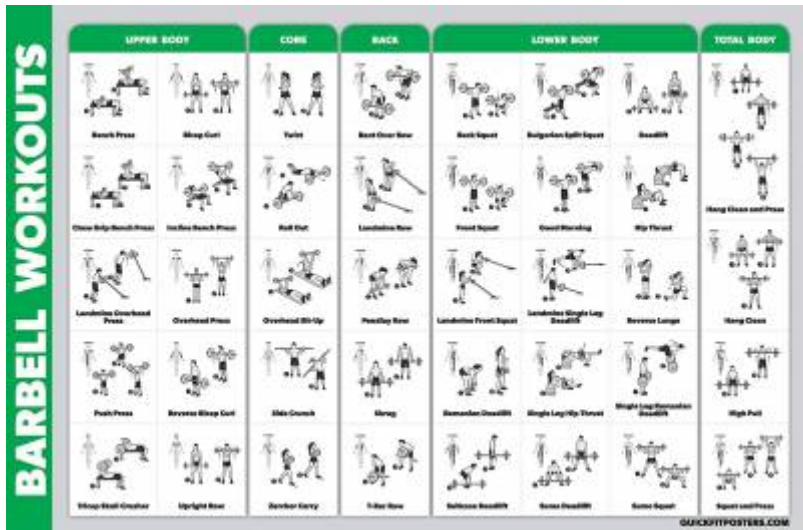 BARBELL WORKOUTS
UPPER BODY
CORE
BACK
LOWER BODY
TOTAL BODY
Bench Press
Bicep Curl
Twist
Bent Over Row
Back Squat
Bulgarian Split Squat
Deadlift
Close Grip Bench Press
Incline Bench Press
Roll Out
Landmine Row
Front Squat
Good Morning
Hip Thrust
Hang Clean and Press
Landmine Overhead
Press
Overhead Press
Overhead Sit-Up
Pendlay Row
Landmine Front Squat
Landmine Single Leg
Deadlift
Reverse Lunge
Hang Clean
Push Press
Reverse Bicep Curl
Side Crunch
Shrug
Romanian Deadlift
Single Leg Hip Thrust
Single Leg Romanian
Deadlift
High Pull
Tricep Skull Crusher
Upright Row
Zercher Carry
T-Bar Row
Suitcase Deadlift
Sumo Deadlift
Sumo Squat
Squat and Press
QUICKFITPOSTERS.COM